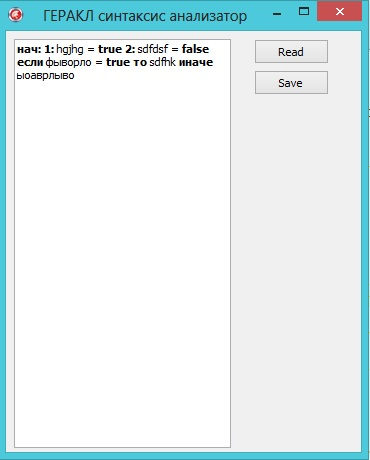 ГЕРАКЛ синтаксис анализатор
нач: 1: hgjhg = true 2: sdfdsf = false
если фыворло = true то sdfhk иначе
ыоаврлыво
Read
Save